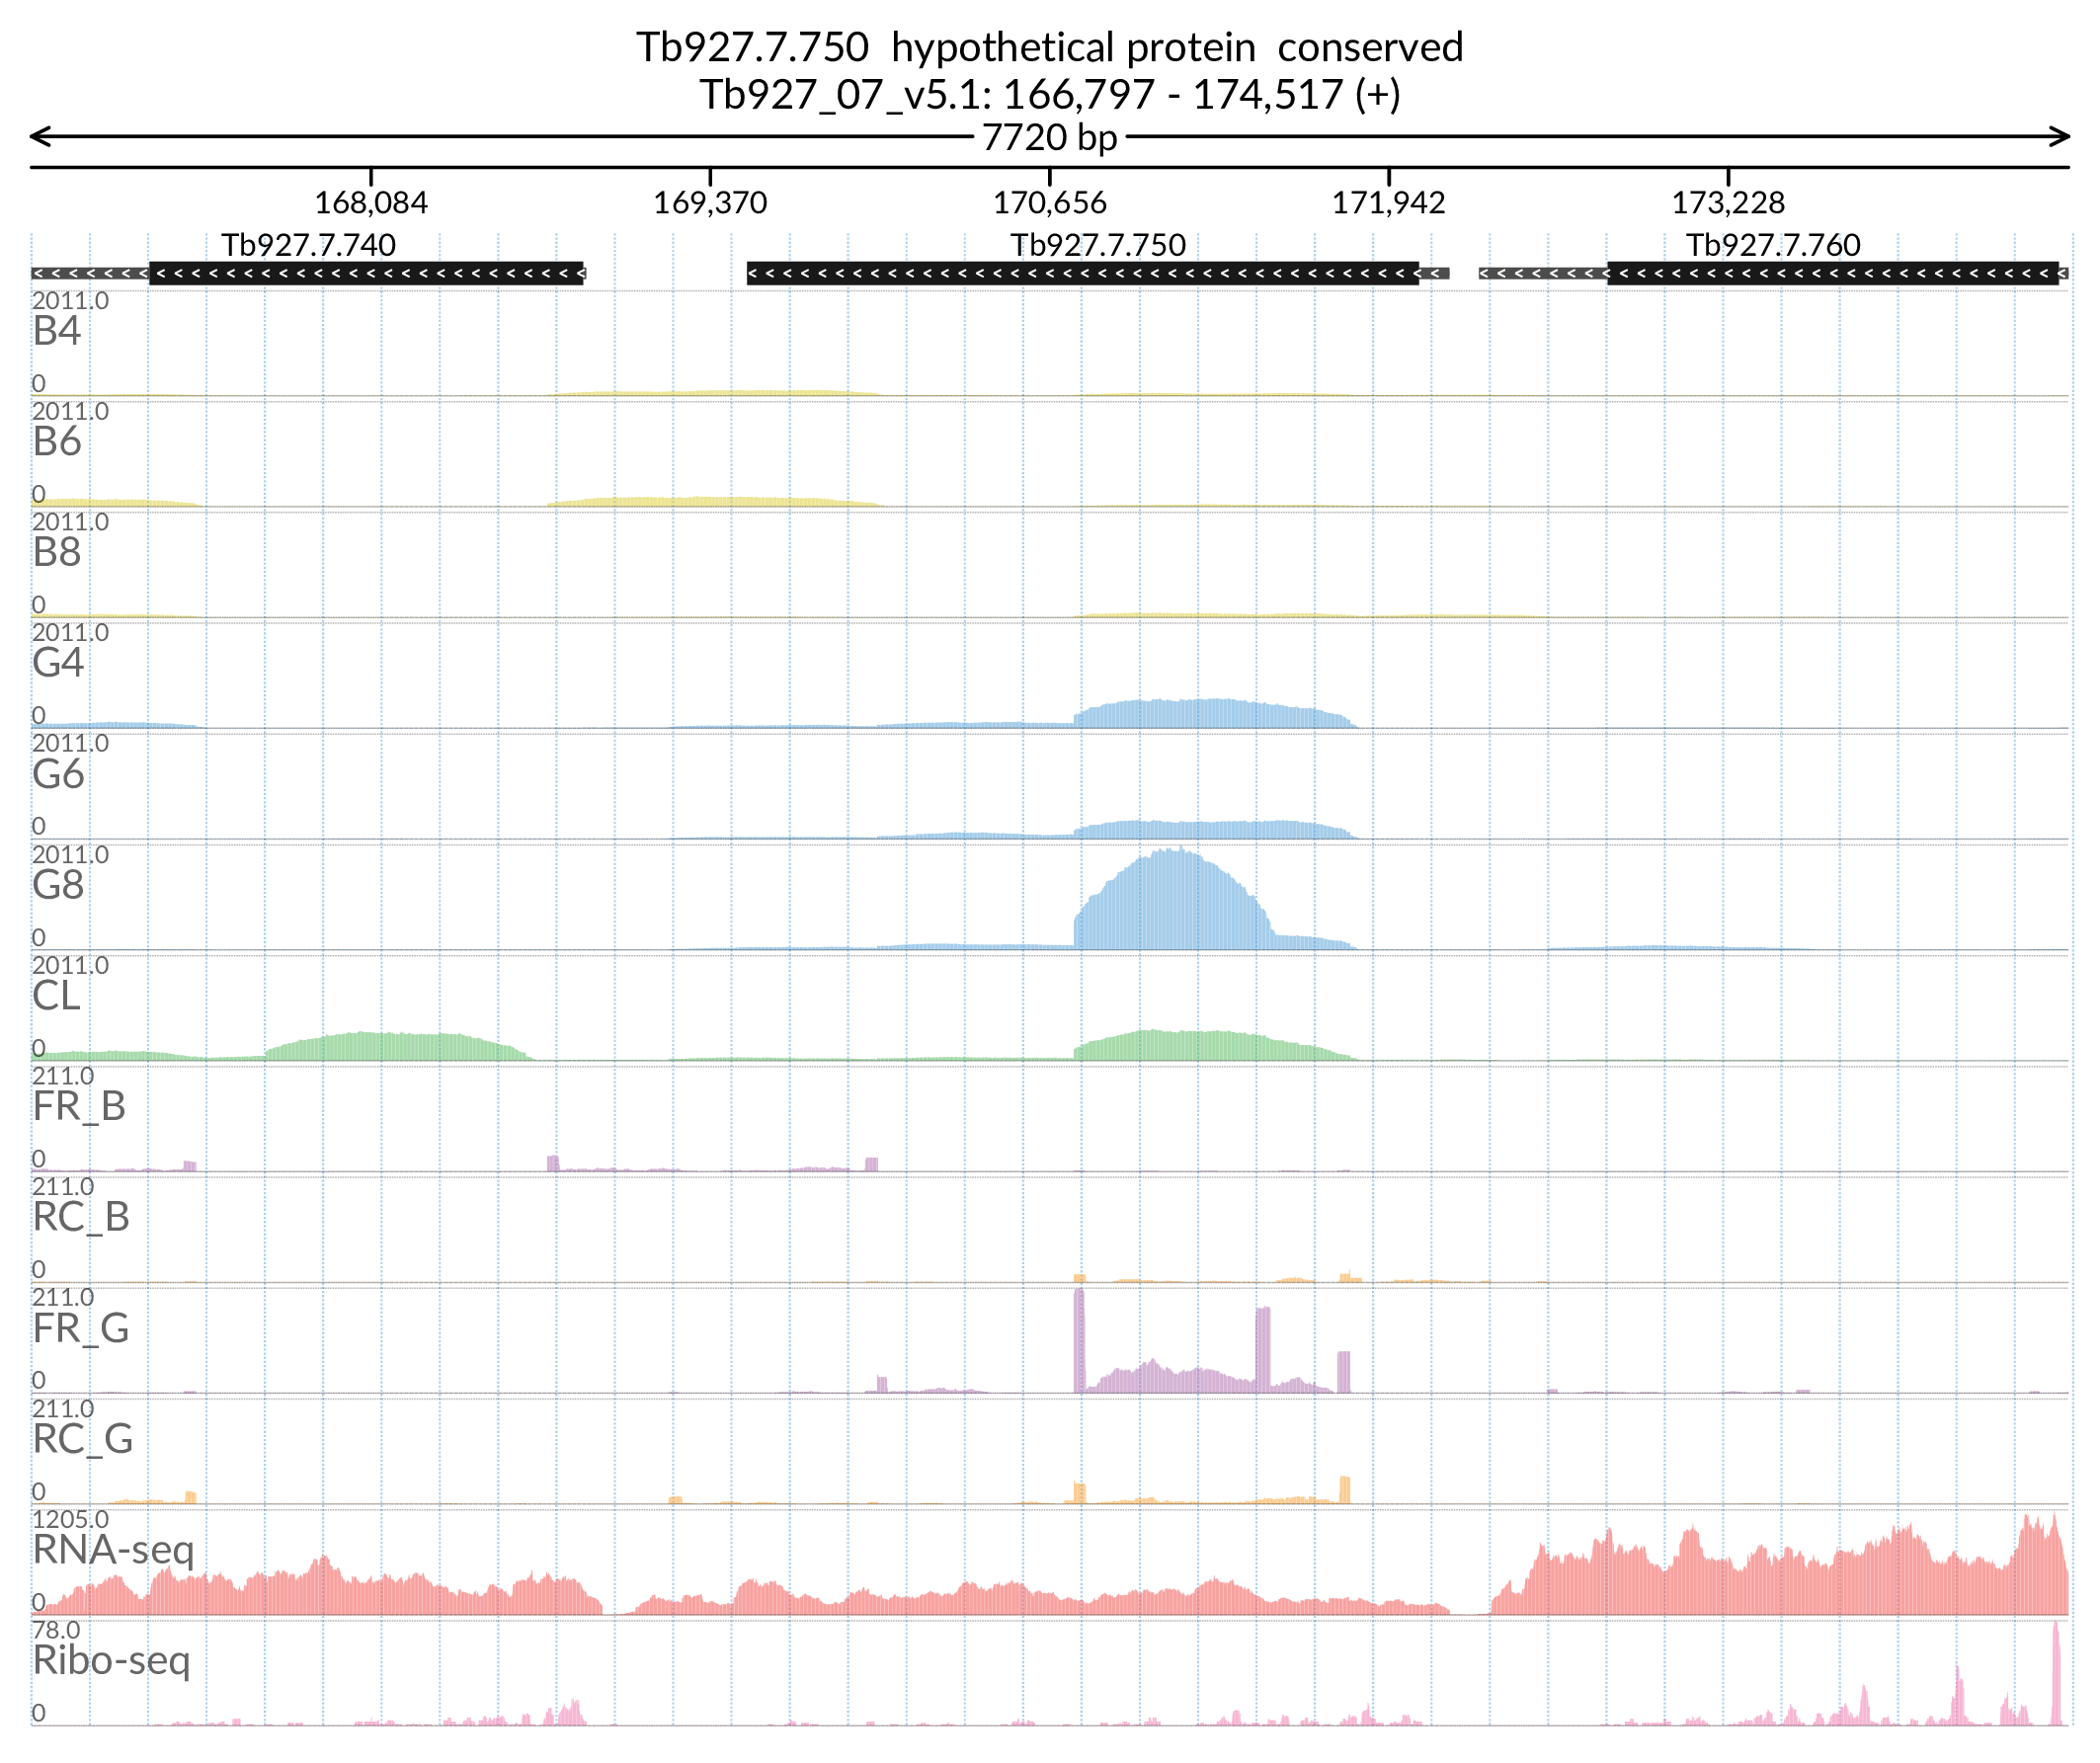 Tb927.7.750 hypothetical protein conserved
Tb927_07_v5.1: 166,797 - 174,517 (+)
7720 bp
168,084 169,370 170,656 171,942 173,228
Tb927.7.740 Tb927.7.750 Tb927.7.760
2011.0
B4
0
2011.0
B6
0
2011.0
B8
0
2011.0
G4
0
2011.0
G6
0
2011.0
G8
0
2011.0
CL
0
211.0
FR_B
0
211.0
RC_B
0
211.0
FR_G
0
211.0
RC_G
0
1205.0
RNA-seq
0
78.0
Ribo-seq
0